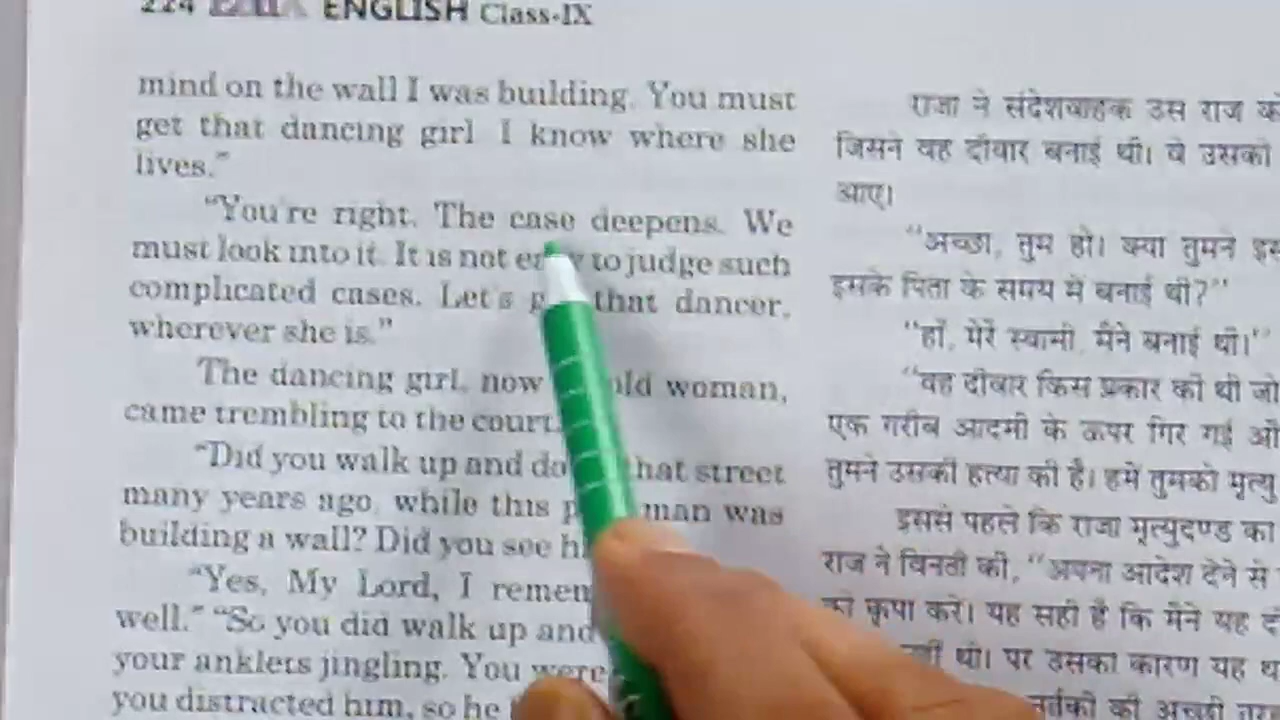 224 ENGLISH Class-IX
mind on the wall I was building. You must
get that dancing girl. I know where she
lives."
"You're right. The case deepens. We
must look into it. It is not to judge such
complicated cases. Let's that dancer,
wherever she is."
The dancing girl, now old woman,
came trembling to the court.
"Did you walk up and that street
many years ago, while this man was
building a wall? Did you see
"Yes, My Lord, I
well." "So you did walk up and
your anklets jingling. You were
you distracted him, so he
राजा ने संदेशवाहक उस राज
जिसने यह दीवार बनाई थी। वे उसको
आए।
"अच्छा, तुम हो। क्या तुमने
इसके पिता के समय में बनाई थी?"
"हाँ, मेरे स्वामी, मैंने बनाई थी।"
"वह दीवार किस प्रकार की थी जो
एक गरीब आदमी के ऊपर गिर गई
तुमने उसकी हत्या की है। हमें तुमको
इससे पहले कि राजा मृत्युदण्ड का
राज ने विनती की, "अपना आदेश देने से
की कृपा करें। यह सही है कि मैंने यह
थी। पर उसका कारण यह
नर्तकी की अच्छी